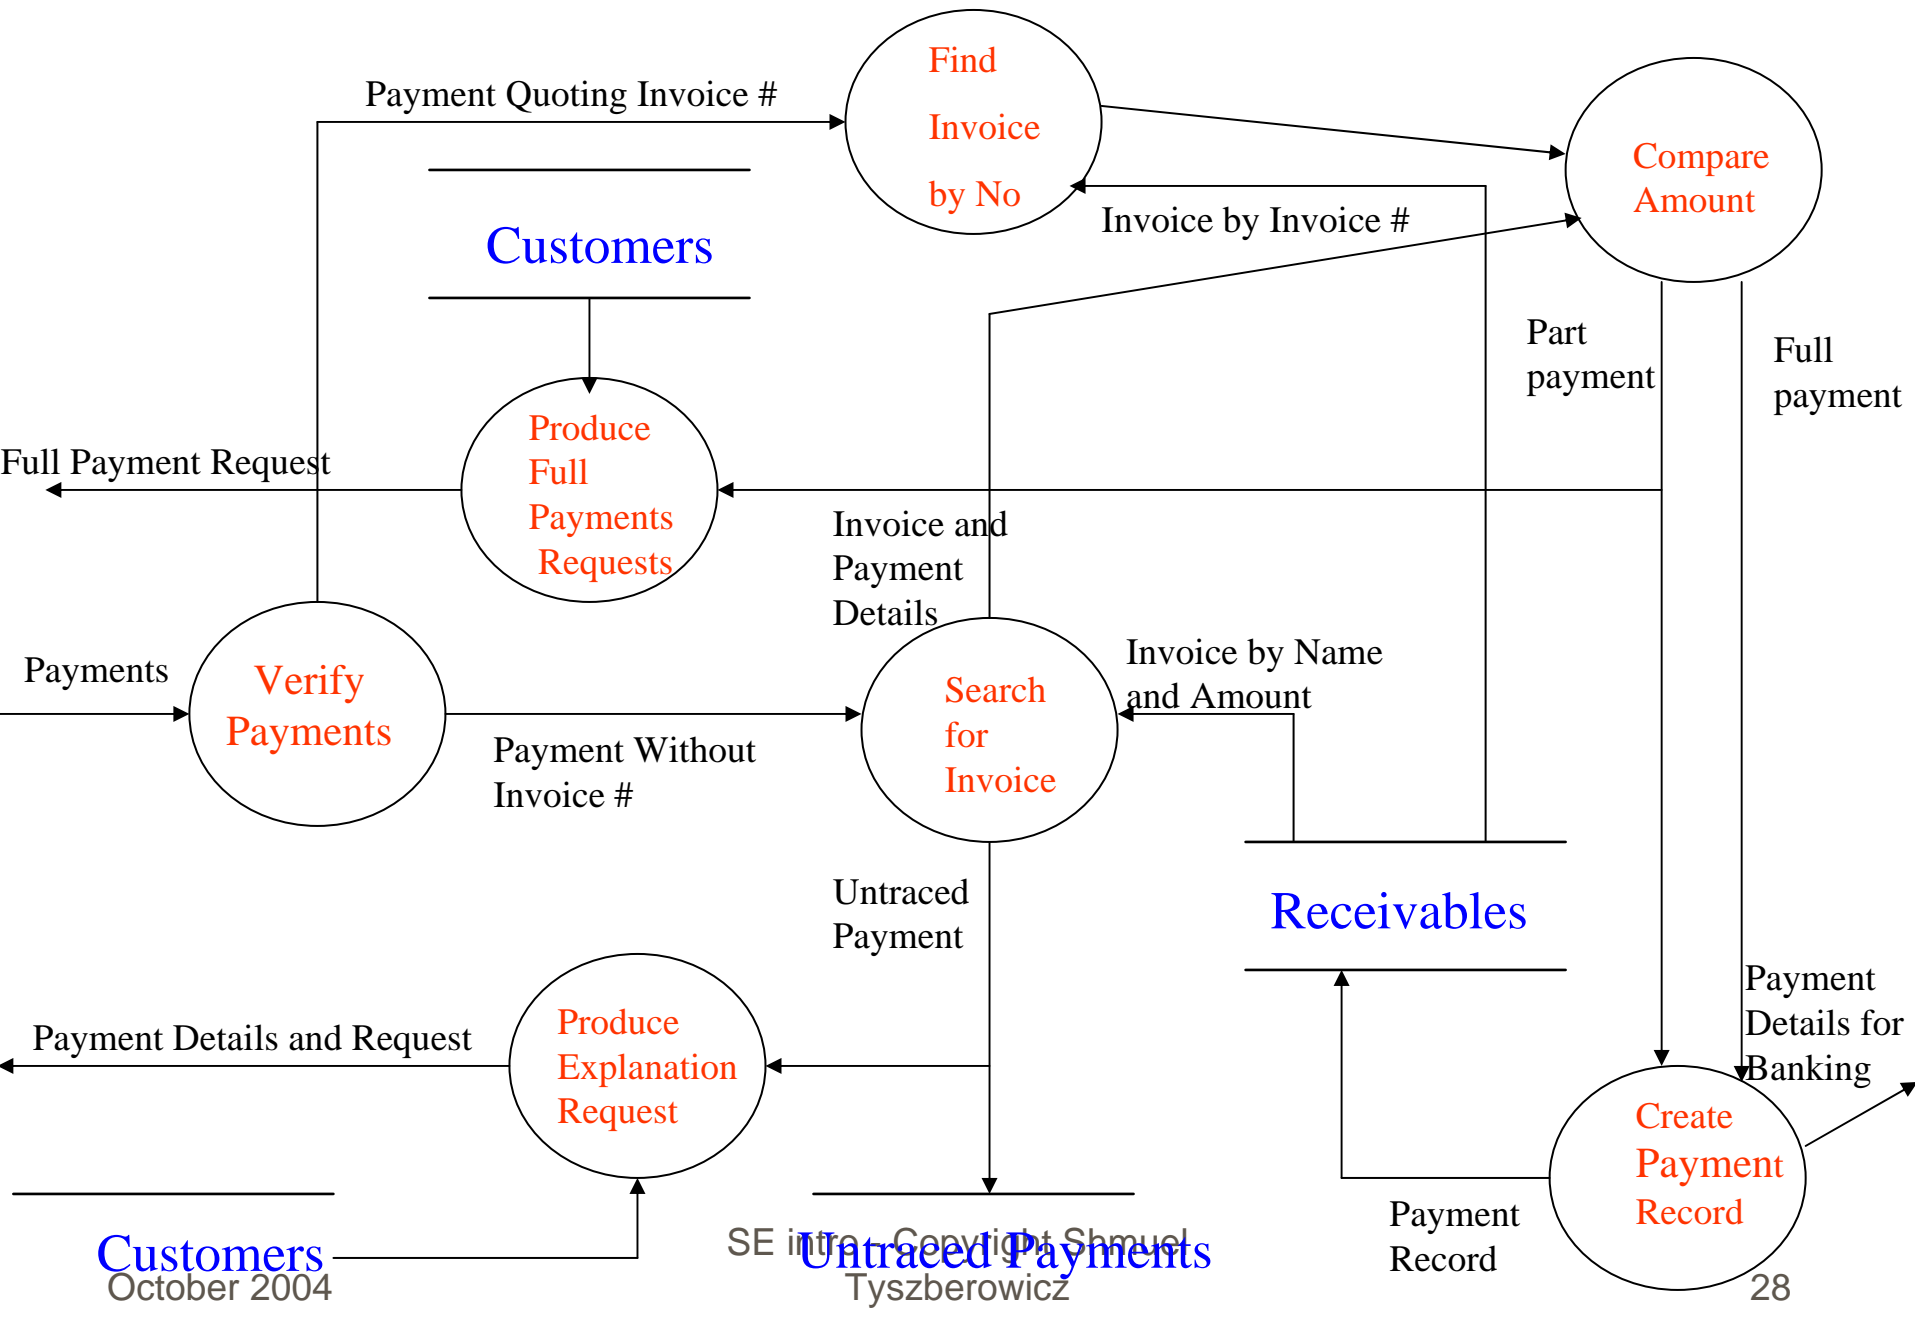 Find
Invoice
by No
Payment Quoting Invoice #
Compare
Amount
Customers
Invoice by Invoice #
Part
payment
Full
payment
Produce
Full
Payments
Requests
Full Payment Request
Invoice and
Payment
Details
Payments
Verify
Payments
Invoice by Name
and Amount
Search
for
Invoice
Payment Without
Invoice #
Untraced
Payment
Receivables
Payment
Details for
Banking
Payment Details and Request
Produce
Explanation
Request
Create
Payment
Record
Payment
Record
Customers
Untraced Payments
October 2004
SE intro - Copyright Shmuel
Tyszberowicz
28